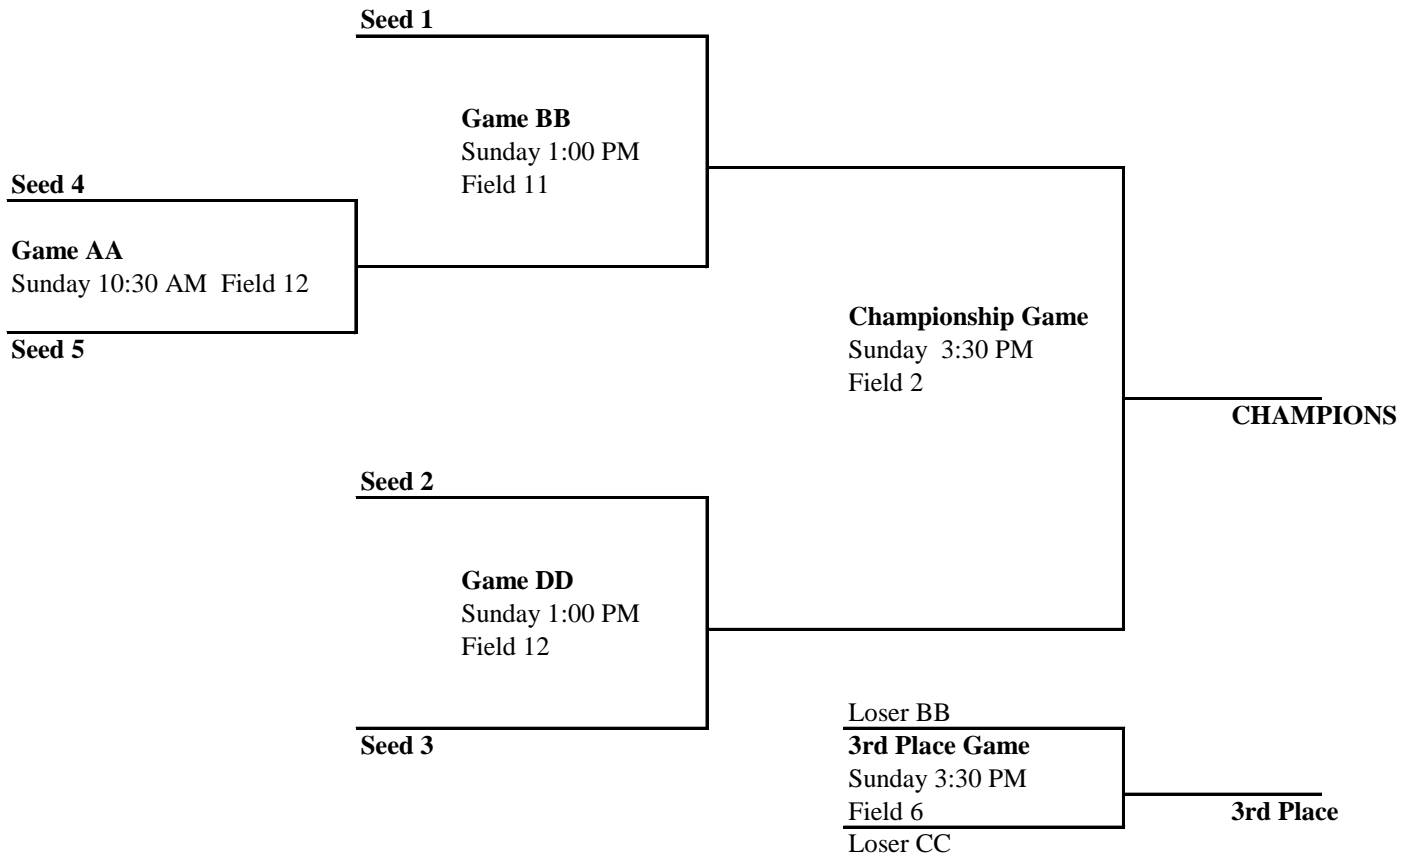 Seed 1
Game BB
Sunday 1:00 PM
Field 11
Seed 4
Game AA
Sunday 10:30 AM  Field 12
Seed 5
Championship Game
Sunday  3:30 PM
Field 2
CHAMPIONS
Seed 2
Game DD
Sunday 1:00 PM
Field 12
Seed 3
Loser BB
3rd Place Game
Sunday 3:30 PM
Field 6
3rd Place
Loser CC